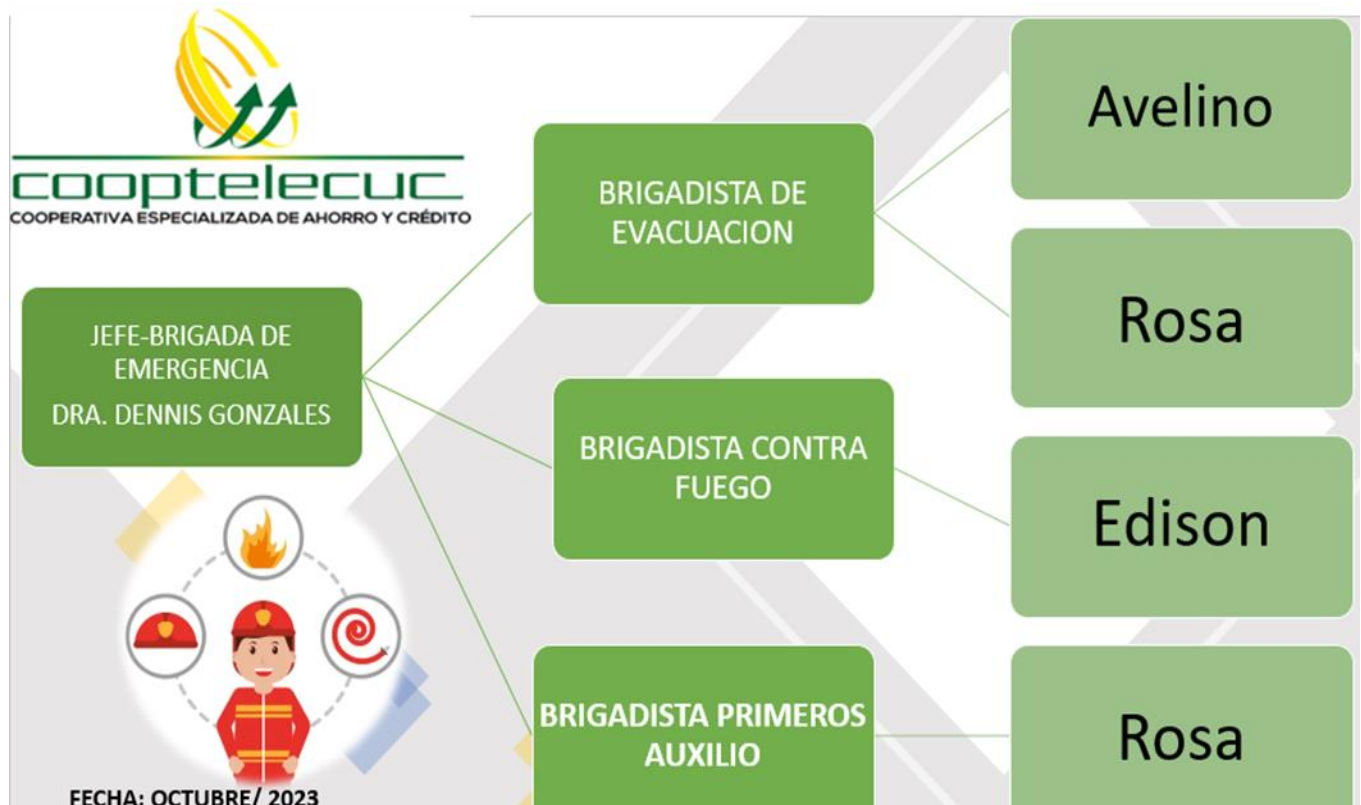 cooptelecuc
COOPERATIVA ESPECIALIZADA DE AHORRO Y CRÉDITO
JEFE-BRIGADA DE
EMERGENCIA
DRA. DENNIS GONZALES
BRIGADISTA DE
EVACUACION
Avelino
Rosa
BRIGADISTA CONTRA
FUEGO
Edison
BRIGADISTA PRIMEROS
AUXILIO
Rosa
FECHA: OCTUBRE/ 2023